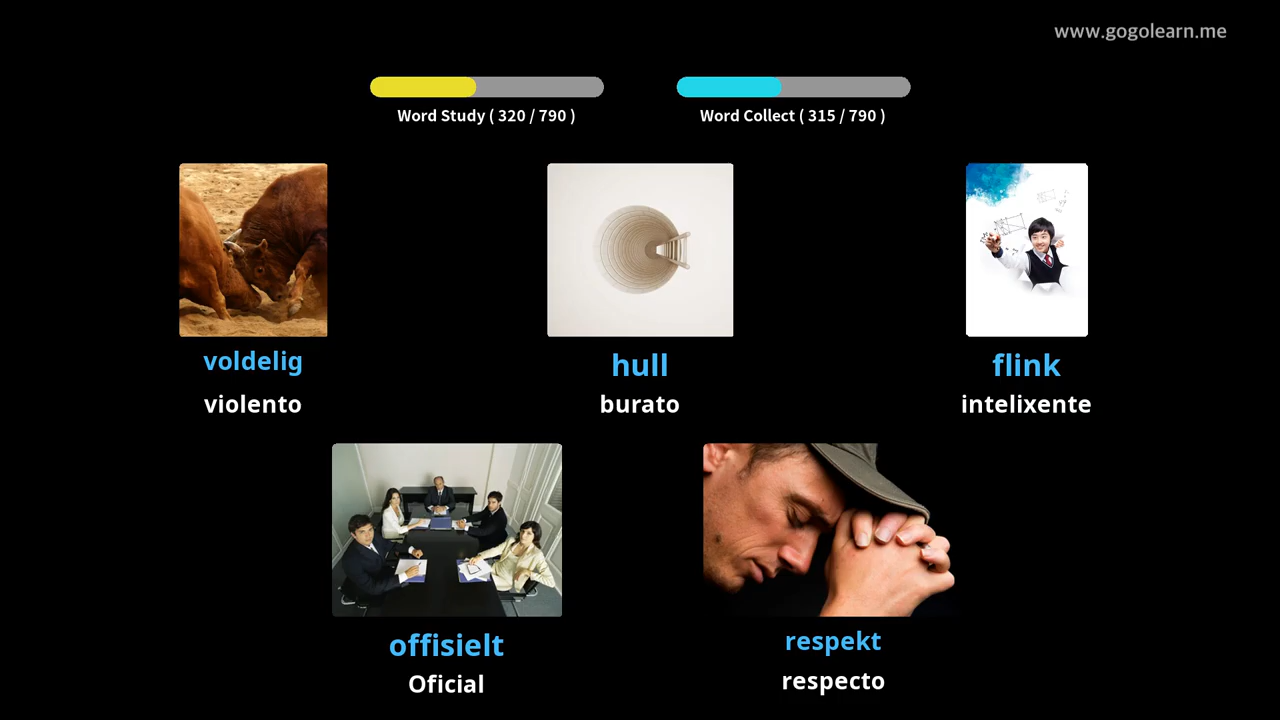 www.gogolearn.me
Word Study ( 320 / 790 )
Word Collect ( 315 / 790 )
voldelig
violento
hull
burato
flink
intelixente
offisielt
Oficial
respekt
respecto